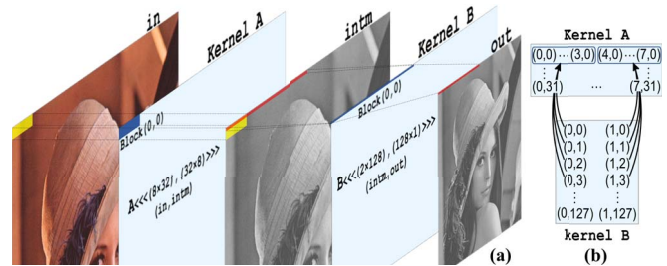 in
Kernel A
intm
Kernel B
out
Block(0,0)
A<<<(8×32),(32×8)>>>
(in,intm)
Block(0,0)
B<<<(2×128),(128×1)>>>
(intm,out)
(a)
Kernel A
(0,0) ··· (3,0) (4,0) ··· (7,0)
⋮ ⋮
(0,31) ··· (7,31)
(0,0) (1,0)
(0,1) (1,1)
(0,2) (1,2)
(0,3) (1,3)
⋮ ⋮
(0,127) (1,127)
kernel B
(b)